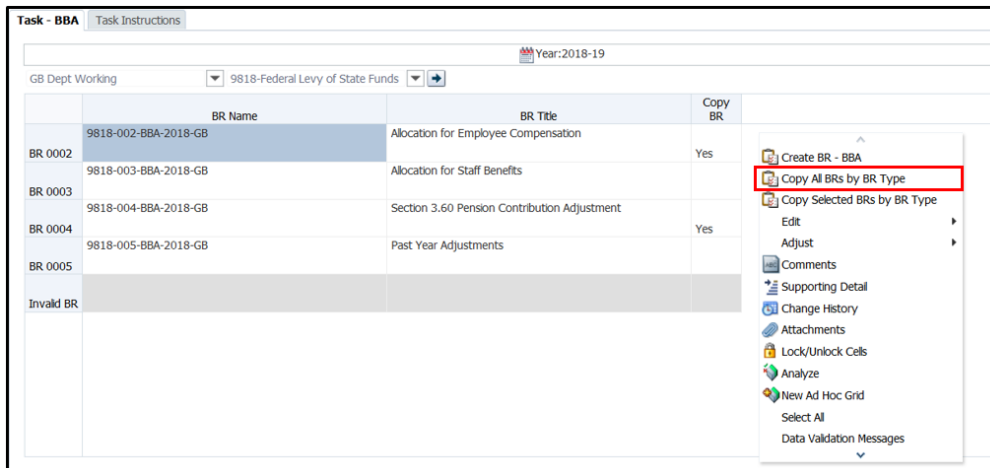 Task - BBA Task Instructions
Year:2018-19
GB Dept Working 9818-Federal Levy of State Funds
BR Name BR Title Copy BR
BR 0002 9818-002-BBA-2018-GB Allocation for Employee Compensation Yes
BR 0003 9818-003-BBA-2018-GB Allocation for Staff Benefits
BR 0004 9818-004-BBA-2018-GB Section 3.60 Pension Contribution Adjustment Yes
BR 0005 9818-005-BBA-2018-GB Past Year Adjustments
Invalid BR
Create BR - BBA
Copy All BRs by BR Type
Copy Selected BRs by BR Type
Edit
Adjust
Comments
Supporting Detail
Change History
Attachments
Lock/Unlock Cells
Analyze
New Ad Hoc Grid
Select All
Data Validation Messages